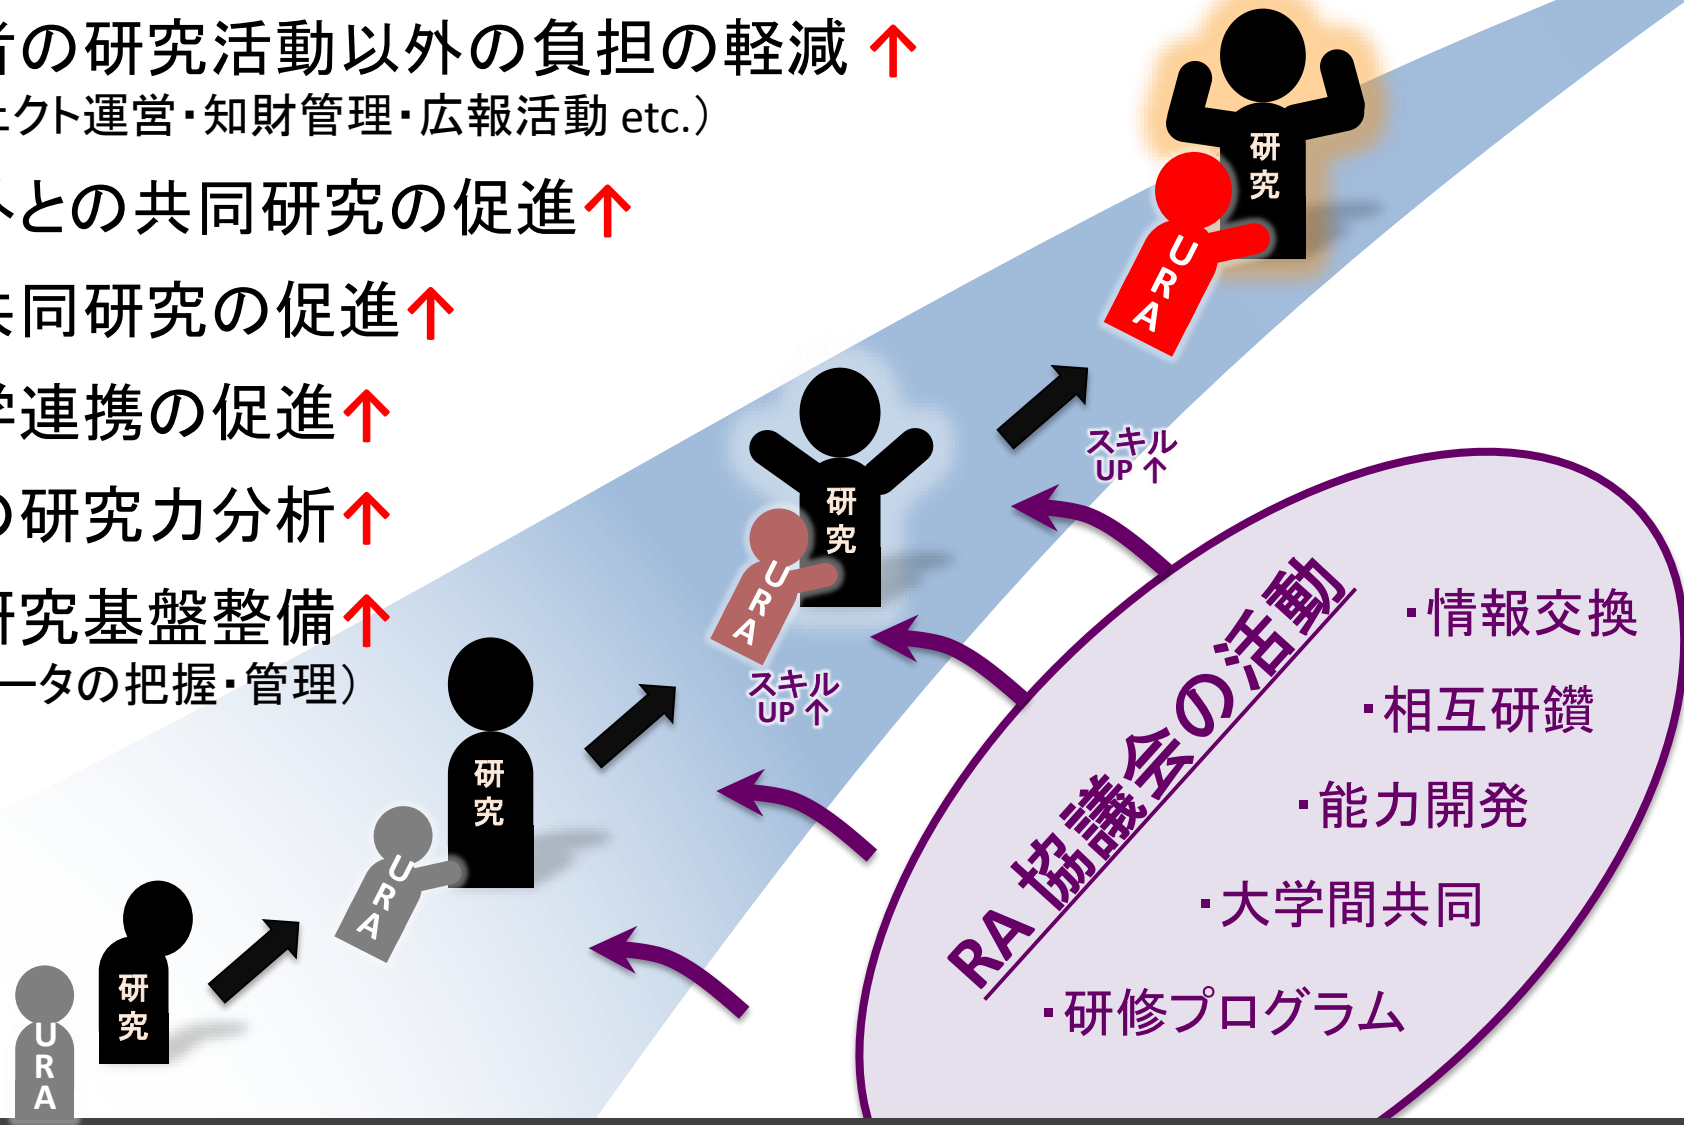 の研究活動以外の負担の軽減 ↑
クト運営・知財管理・広報活動 etc.）
との共同研究の促進↑
同研究の促進↑
連携の促進↑
の研究力分析↑
究基盤整備↑
ータの把握・管理）
研究
URA
スキル
UP ↑
研究
URA
スキル
UP ↑
研究
URA
研究
URA
RA 協議会の活動
・情報交換
・相互研鑽
・能力開発
・大学間共同
・研修プログラム